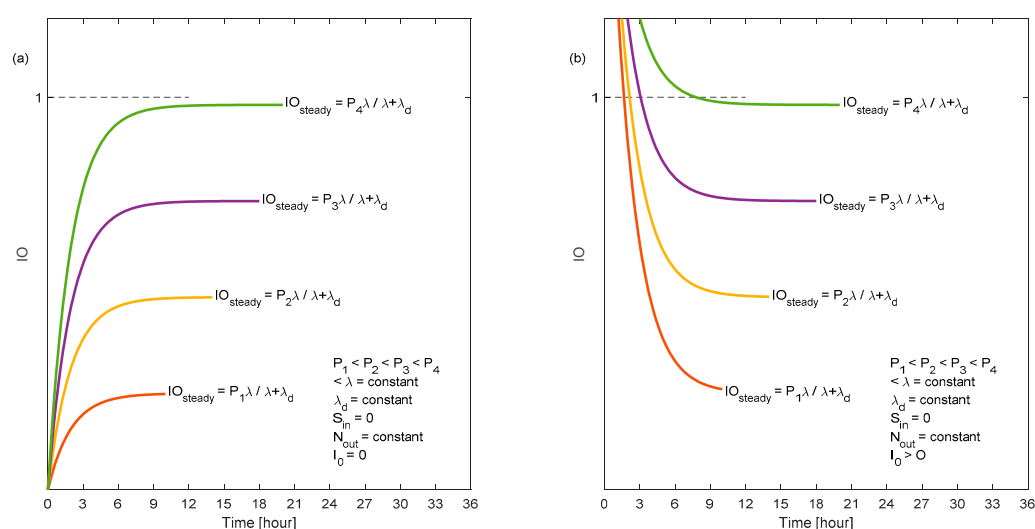 (a)
1
IO
IOsteady = P4λ / λ+λd
IOsteady = P3λ / λ+λd
IOsteady = P2λ / λ+λd
IOsteady = P1λ / λ+λd
P1 < P2 < P3 < P4
< λ = constant
λd = constant
Sin = 0
Nout = constant
I0 = 0
0 3 6 9 12 15 18 21 24 27 30 33 36
Time [hour]
(b)
1
IO
IOsteady = P4λ / λ+λd
IOsteady = P3λ / λ+λd
IOsteady = P2λ / λ+λd
IOsteady = P1λ / λ+λd
P1 < P2 < P3 < P4
< λ = constant
λd = constant
Sin = 0
Nout = constant
I0 > O
0 3 6 9 12 15 18 21 24 27 30 33 36
Time [hour]